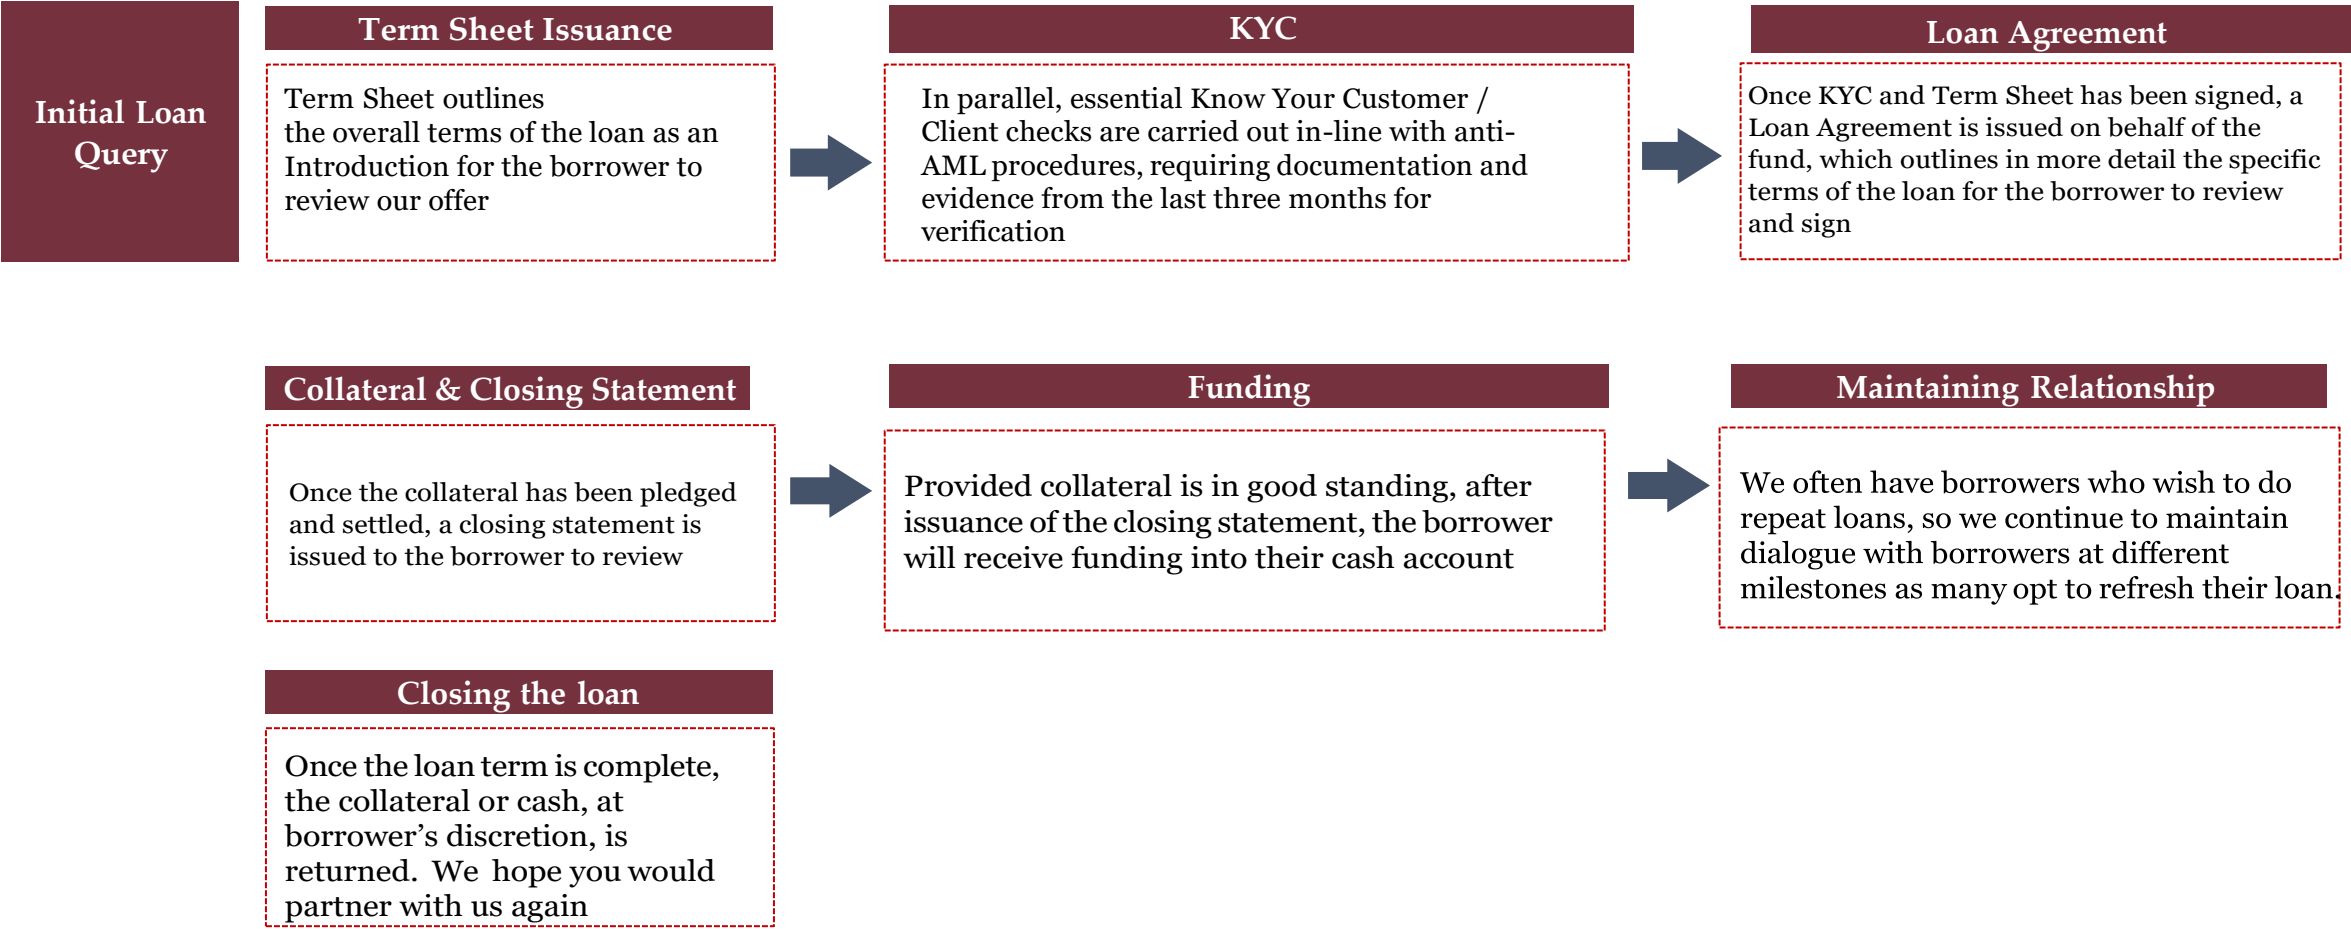 Initial Loan
Query
Term Sheet Issuance
Term Sheet outlines
the overall terms of the loan as an
Introduction for the borrower to
review our offer
KYC
In parallel, essential Know Your Customer /
Client checks are carried out in-line with anti-
AML procedures, requiring documentation and
evidence from the last three months for
verification
Loan Agreement
Once KYC and Term Sheet has been signed, a
Loan Agreement is issued on behalf of the
fund, which outlines in more detail the specific
terms of the loan for the borrower to review
and sign
Collateral & Closing Statement
Once the collateral has been pledged
and settled, a closing statement is
issued to the borrower to review
Funding
Provided collateral is in good standing, after
issuance of the closing statement, the borrower
will receive funding into their cash account
Maintaining Relationship
We often have borrowers who wish to do
repeat loans, so we continue to maintain
dialogue with borrowers at different
milestones as many opt to refresh their loan.
Closing the loan
Once the loan term is complete,
the collateral or cash, at
borrower’s discretion, is
returned. We hope you would
partner with us again